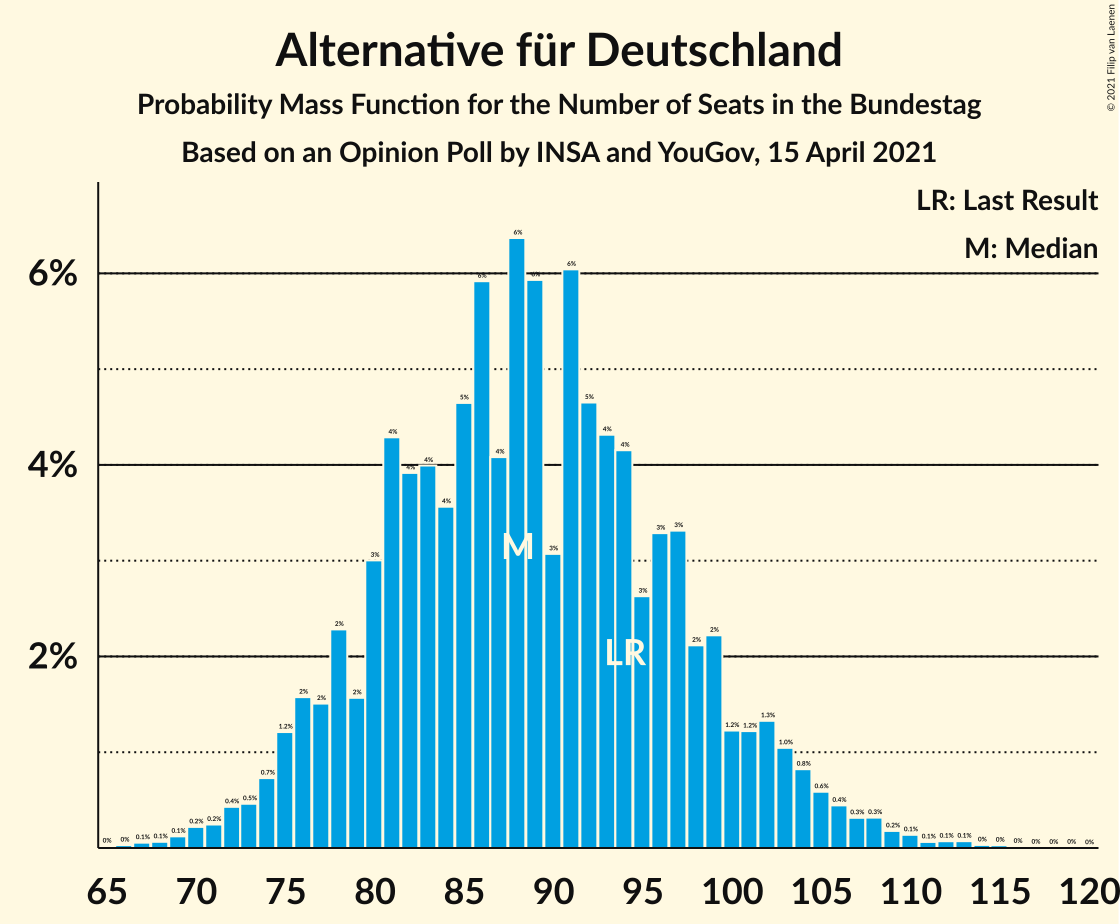 Alternative für Deutschland
Probability Mass Function for the Number of Seats in the Bundestag
Based on an Opinion Poll by INSA and YouGov, 15 April 2021
© 2021 Filip van Laenen
LR: Last Result
M: Median
6%
4%
2%
0% 0% 0.1% 0.1% 0.1% 0.2% 0.2% 0.4% 0.5% 0.7% 1.2% 2% 2% 2% 2% 3% 4% 4% 4% 4% 5% 6% 4% 6% 6% 3% 6% 5% 4% 4% 3% 3% 3% 2% 2% 1.2% 1.2% 1.3% 1.0% 0.8% 0.6% 0.4% 0.3% 0.3% 0.2% 0.1% 0.1% 0.1% 0.1% 0% 0% 0% 0% 0% 0% 0%
M
LR
65 70 75 80 85 90 95 100 105 110 115 120